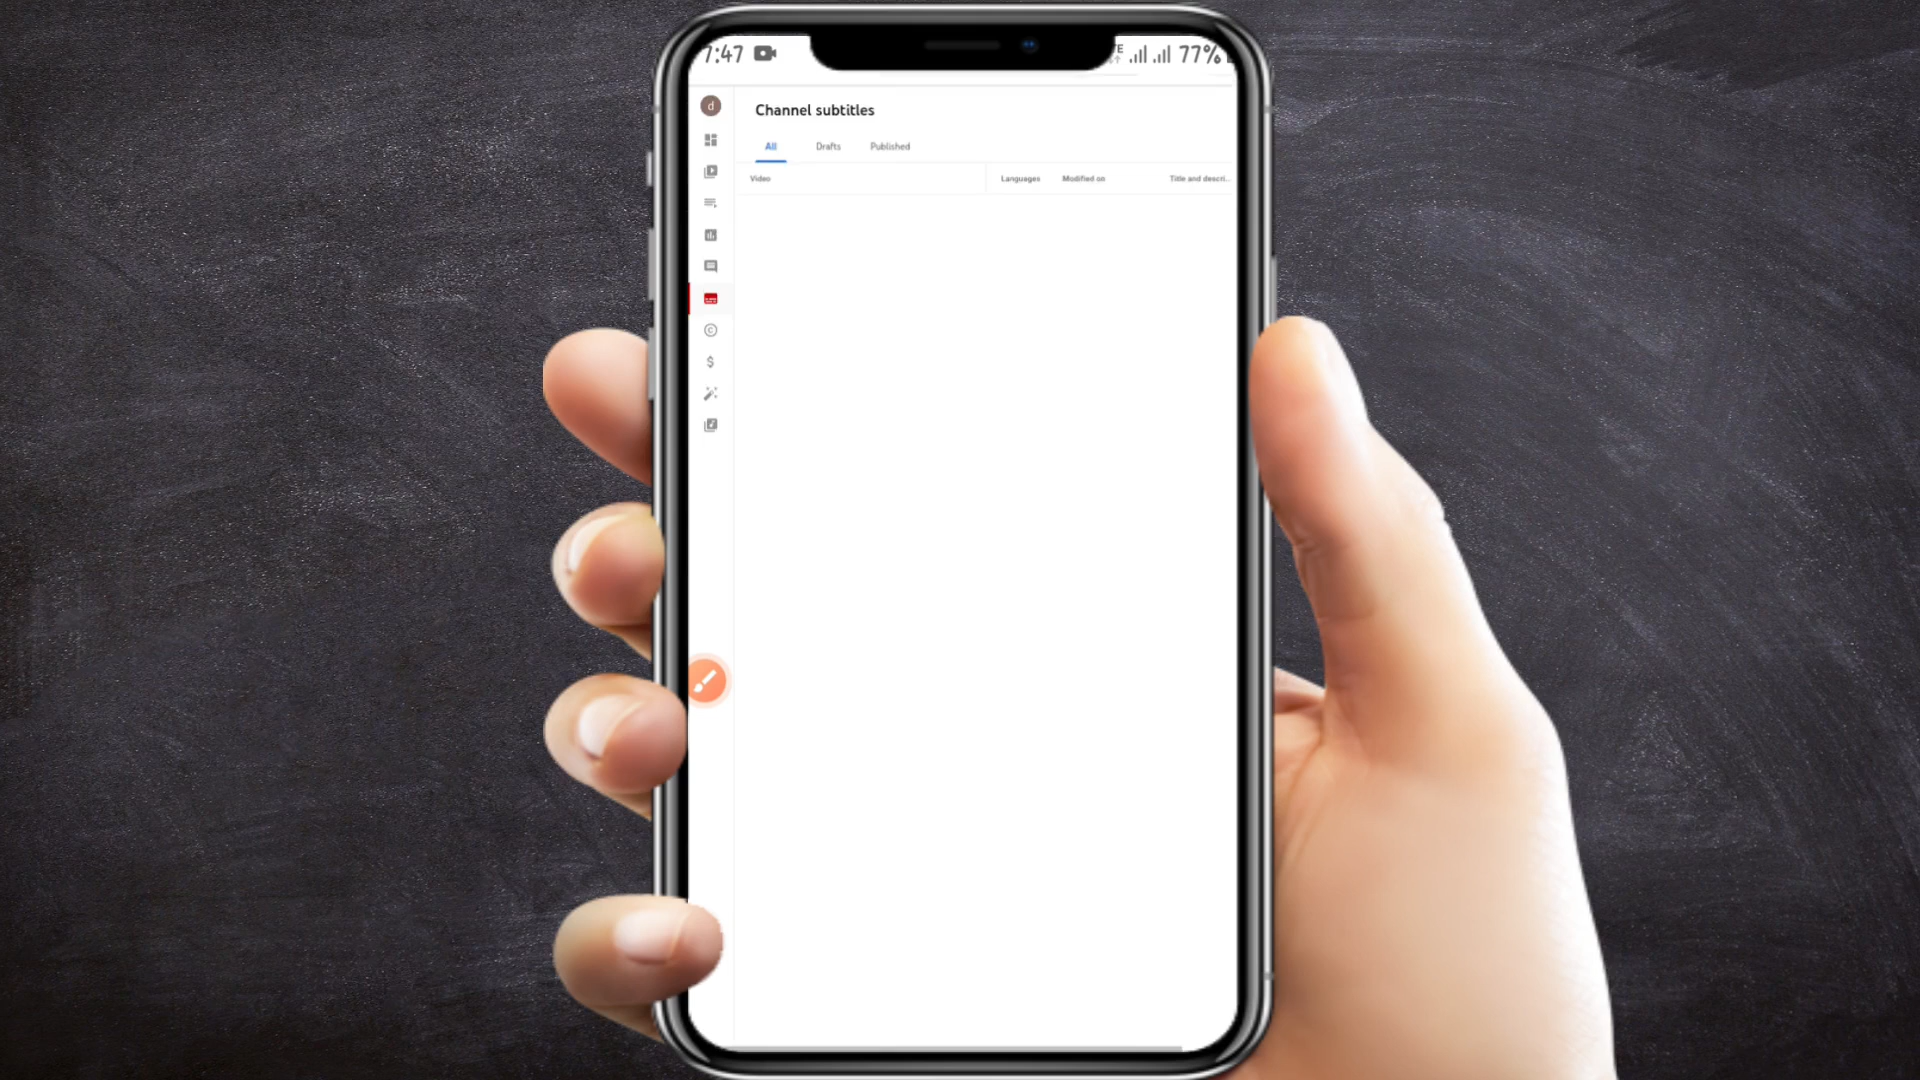 7:47 77%
d
Channel subtitles
All Drafts Published
Video Languages Modified on Title and descri...